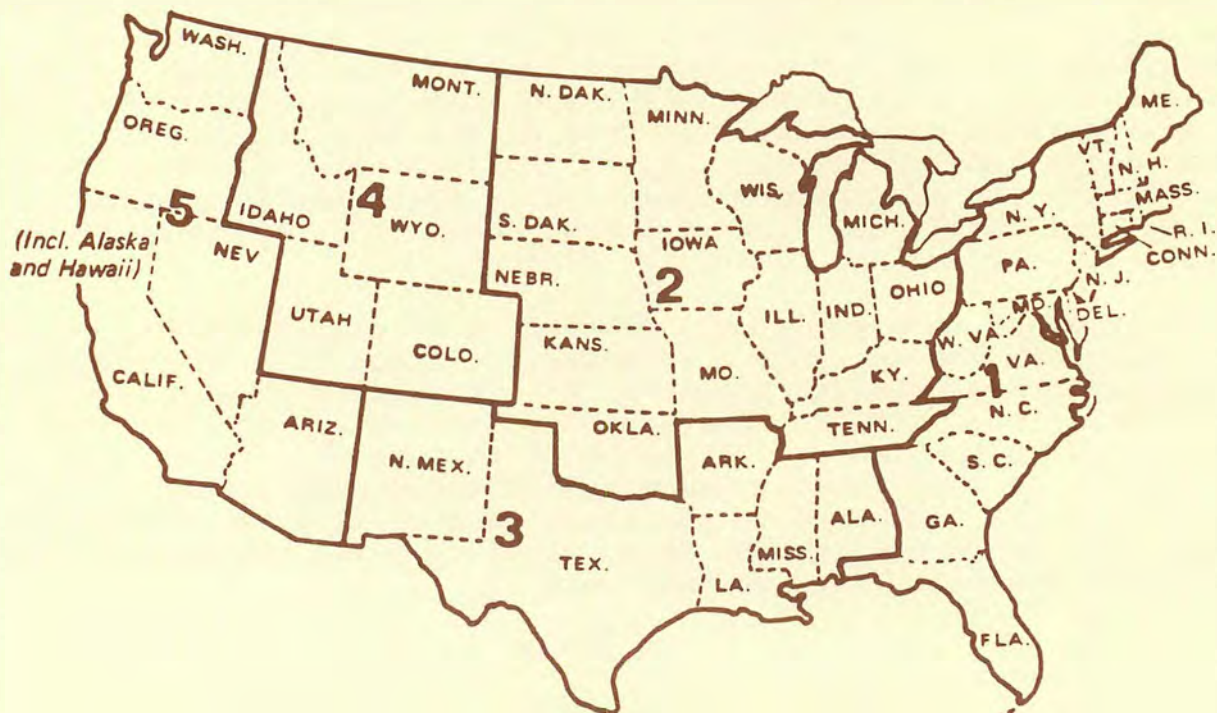 WASH.
MONT.
N. DAK.
MINN.
ME.
OREG.
VT.
N. H.
MASS.
WIS.
MICH.
N. Y.
R. I.
CONN.
5
IDAHO
4
WYO.
S. DAK.
IOWA
(Incl. Alaska
and Hawaii)
NEV
NEBR.
2
PA.
N. J.
OHIO
MD.
DEL.
UTAH
COLO.
ILL.
IND.
W. VA.
VA.
CALIF.
KANS.
MO.
KY.
1
N. C.
ARIZ.
N. MEX.
OKLA.
TENN.
ARK.
S. C.
3
TEX.
MISS.
ALA.
GA.
LA.
FLA.